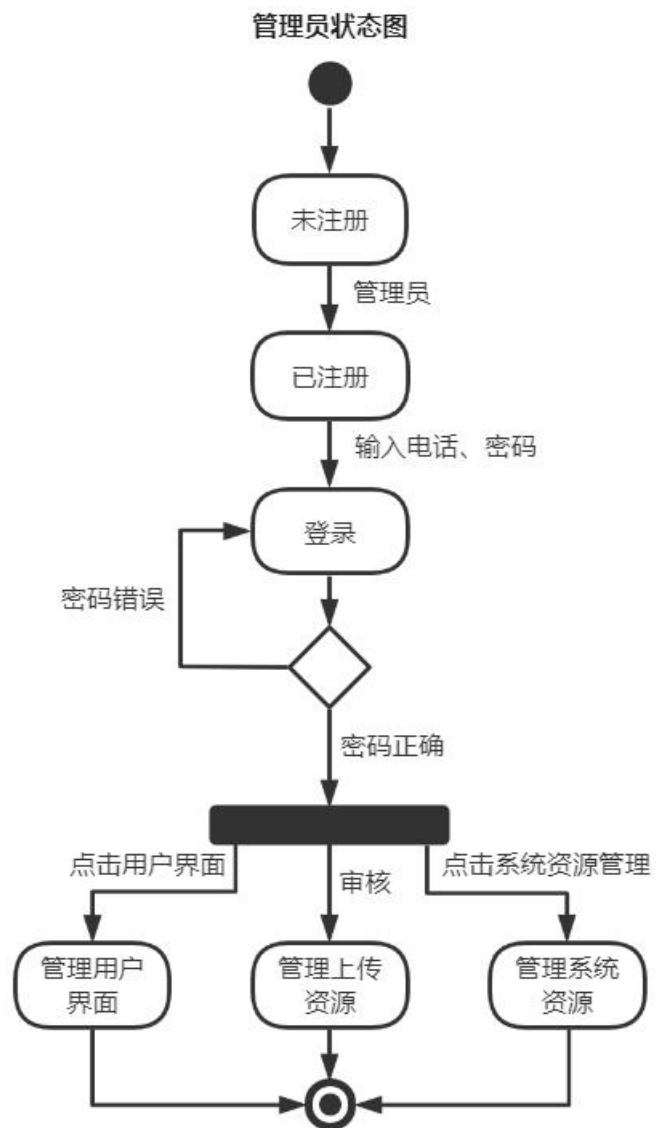 管理员状态图
未注册
管理员
已注册
输入电话、密码
登录
密码错误
密码正确
点击用户界面
审核
点击系统资源管理
管理用户
界面
管理上传
资源
管理系统
资源